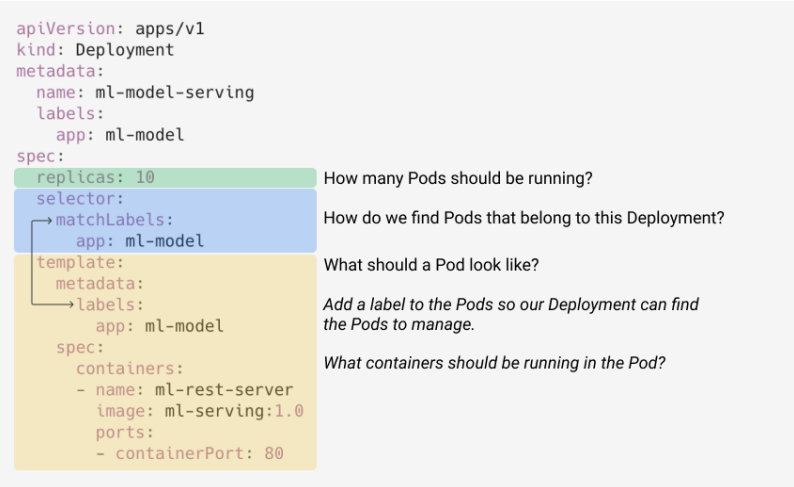 apiVersion: apps/v1
kind: Deployment
metadata:
  name: ml-model-serving
  labels:
    app: ml-model
spec:
  replicas: 10
How many Pods should be running?
  selector:
    matchLabels:
How do we find Pods that belong to this Deployment?
      app: ml-model
  template:
What should a Pod look like?
    metadata:
      labels:
Add a label to the Pods so our Deployment can find
the Pods to manage.
        app: ml-model
    spec:
      containers:
What containers should be running in the Pod?
      - name: ml-rest-server
        image: ml-serving:1.0
        ports:
        - containerPort: 80